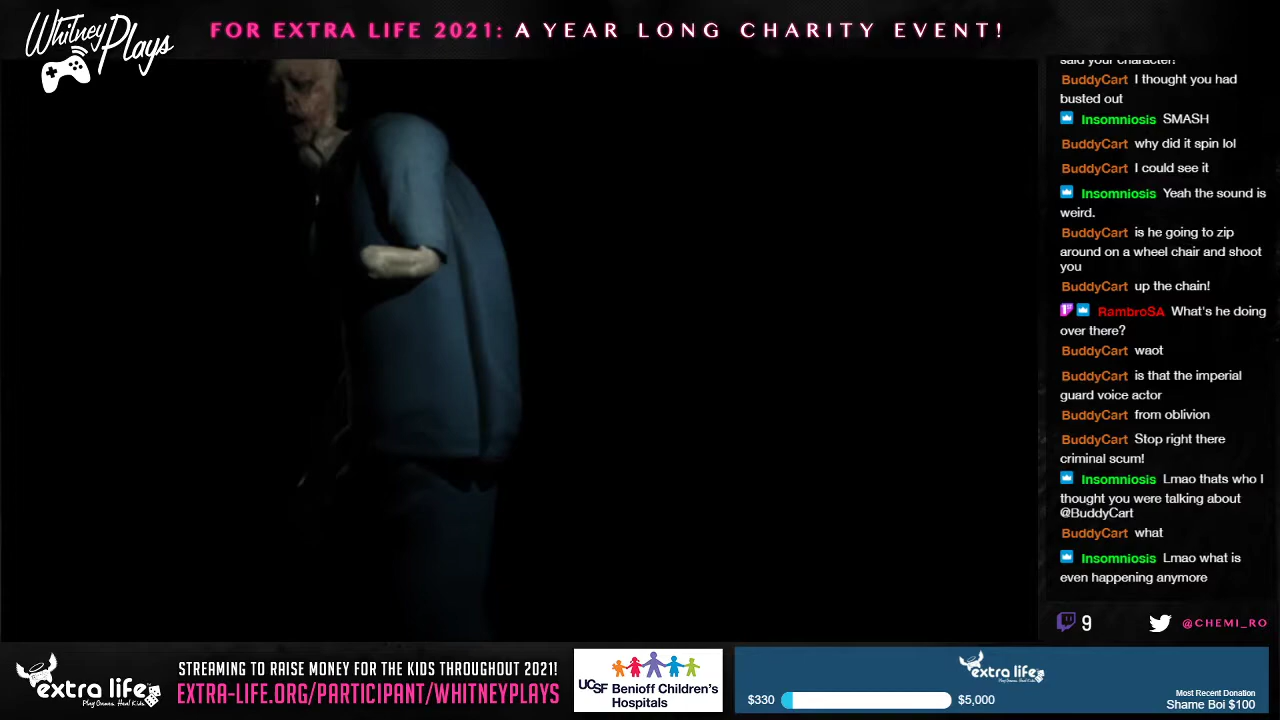 Whitney Plays
FOR EXTRA LIFE 2021: A YEAR LONG CHARITY EVENT!
said your character!
BuddyCart I thought you had
busted out
Insomniosis SMASH
BuddyCart why did it spin lol
BuddyCart I could see it
Insomniosis Yeah the sound is
weird.
BuddyCart is he going to zip
around on a wheel chair and shoot
you
BuddyCart up the chain!
RambroSA What's he doing
over there?
BuddyCart waot
BuddyCart is that the imperial
guard voice actor
BuddyCart from oblivion
BuddyCart Stop right there
criminal scum!
Insomniosis Lmao thats who I
thought you were talking about
@BuddyCart
BuddyCart what
Insomniosis Lmao what is
even happening anymore
9
@CHEMI_RO
extra life
Play Games. Heal Kids.
STREAMING TO RAISE MONEY FOR THE KIDS THROUGHOUT 2021!
EXTRA-LIFE.ORG/PARTICIPANT/WHITNEYPLAYS
UCSF Benioff Children's
Hospitals
extra life
$330
$5,000
Most Recent Donation
Shame Boi $100